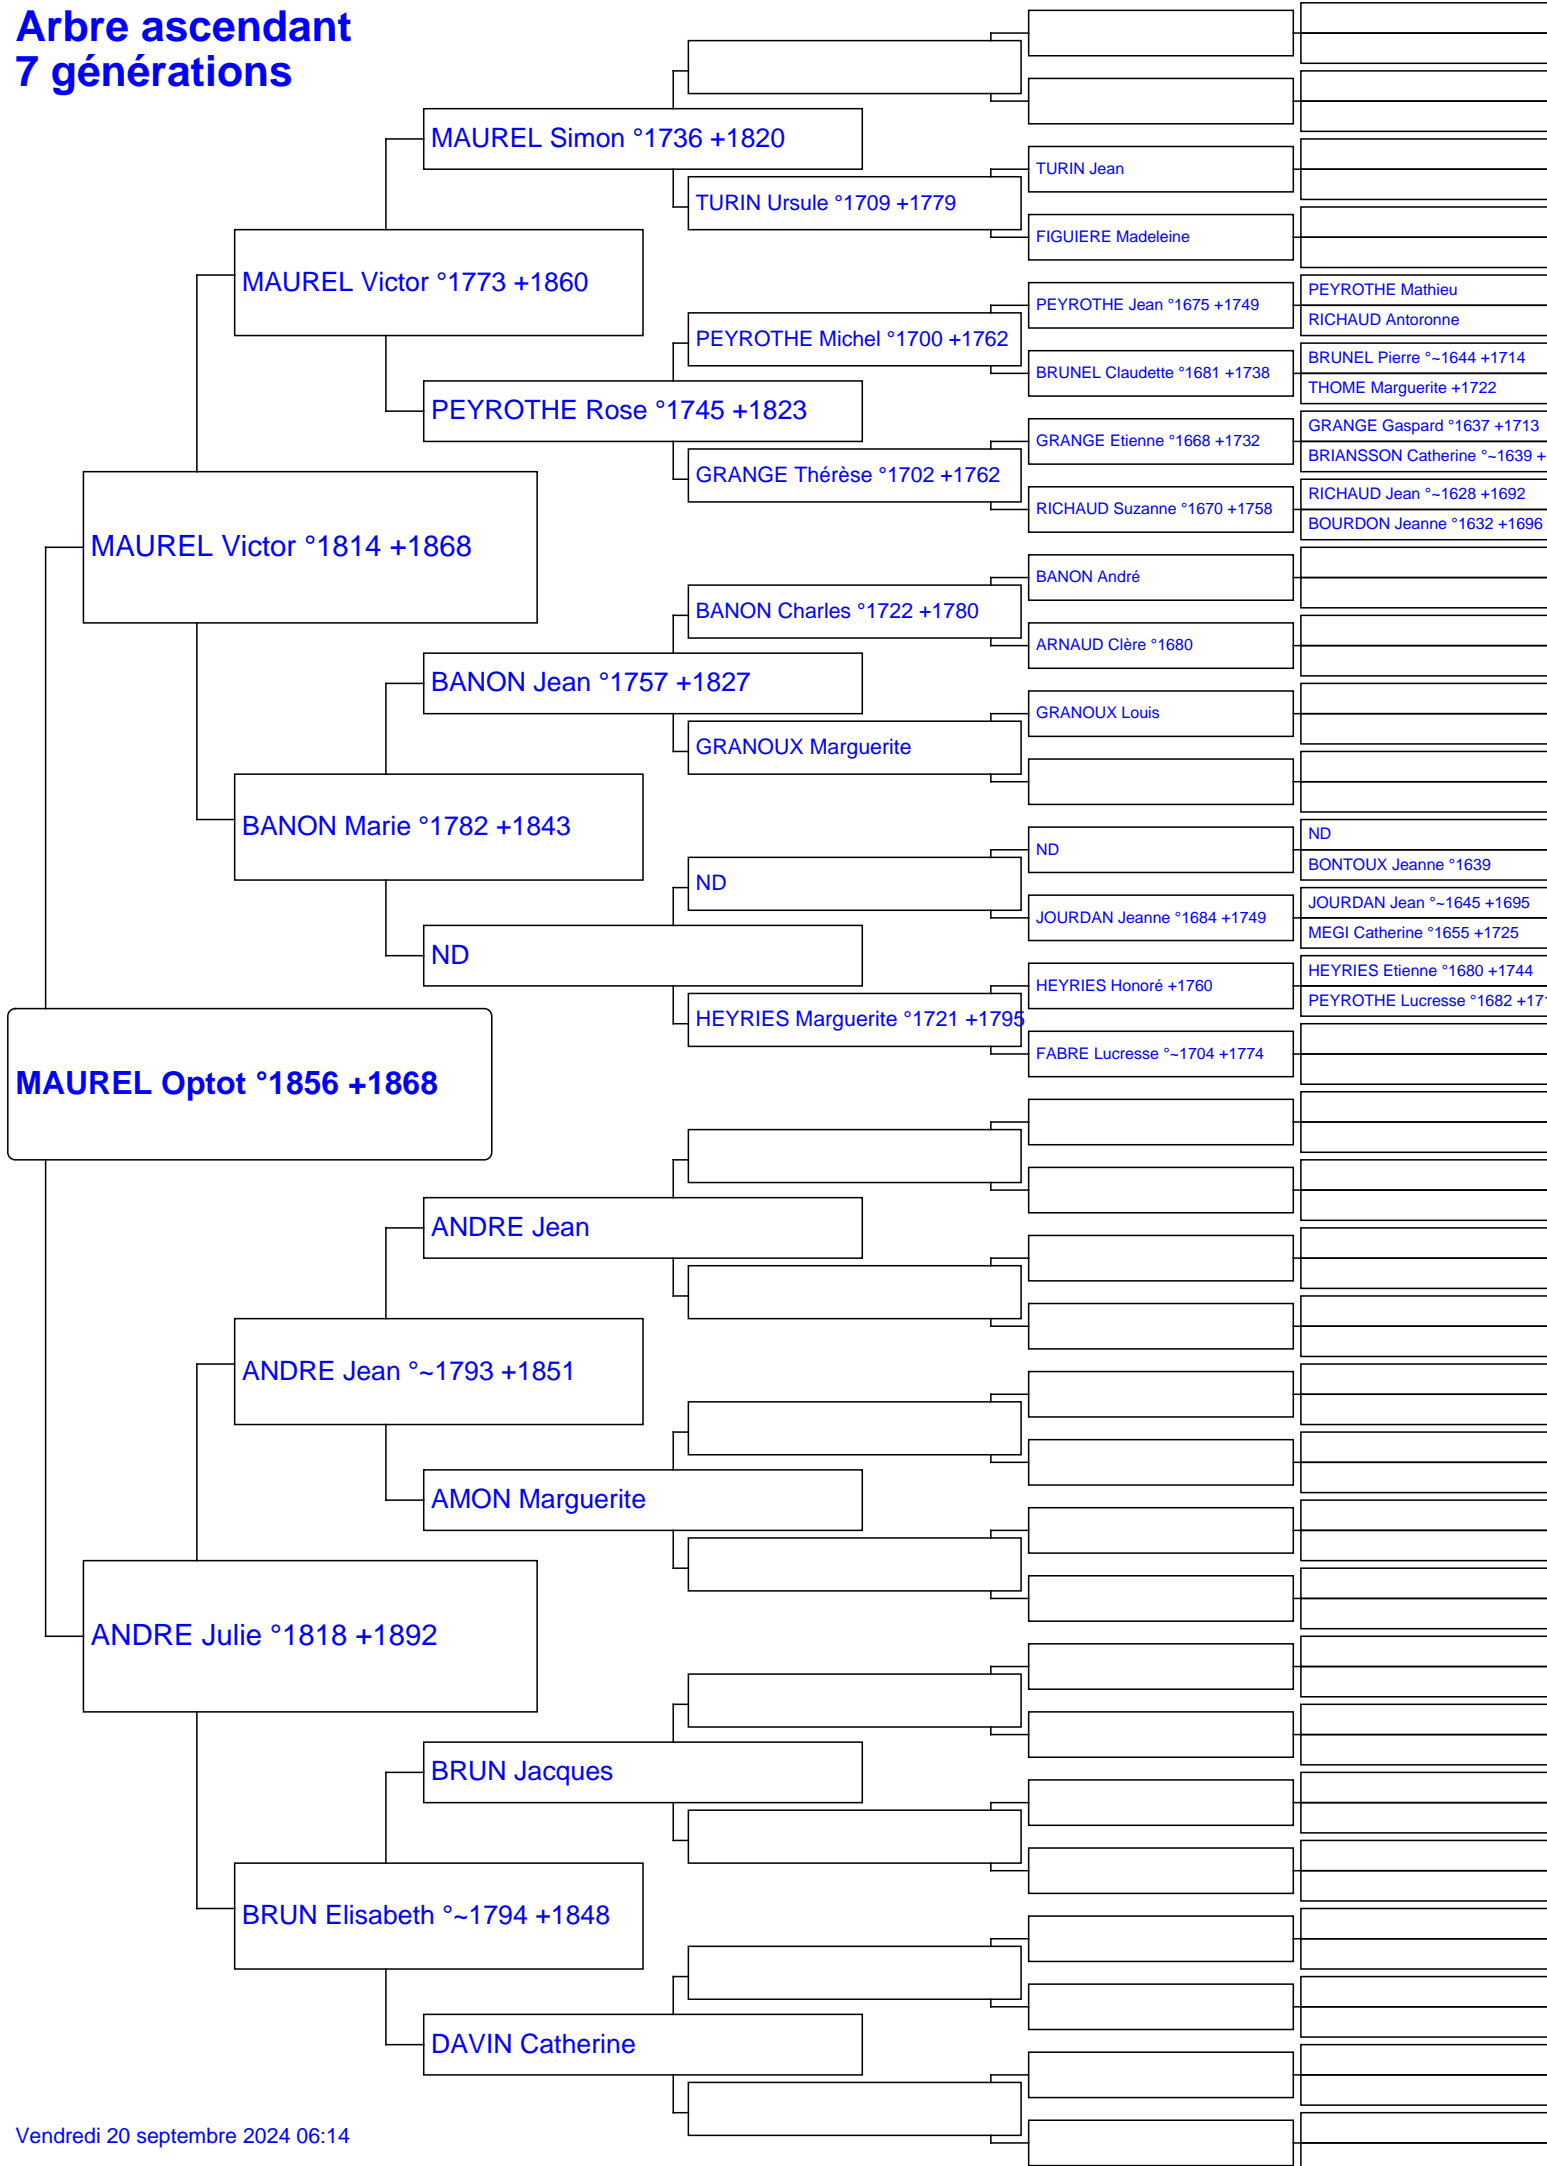 Arbre ascendant
7 générations
MAUREL Simon °1736 +1820
TURIN Jean
TURIN Ursule °1709 +1779
FIGUIERE Madeleine
MAUREL Victor °1773 +1860
PEYROTHE Mathieu
PEYROTHE Jean °1675 +1749
RICHAUD Antoronne
PEYROTHE Michel °1700 +1762
BRUNEL Pierre °~1644 +1714
BRUNEL Claudette °1681 +1738
THOME Marguerite +1722
PEYROTHE Rose °1745 +1823
GRANGE Gaspard °1637 +1713
GRANGE Etienne °1668 +1732
BRIANSSON Catherine °~1639 +
GRANGE Thérèse °1702 +1762
RICHAUD Jean °~1628 +1692
RICHAUD Suzanne °1670 +1758
BOURDON Jeanne °1632 +1696
MAUREL Victor °1814 +1868
BANON André
BANON Charles °1722 +1780
ARNAUD Clère °1680
BANON Jean °1757 +1827
GRANOUX Louis
GRANOUX Marguerite
BANON Marie °1782 +1843
ND
ND
BONTOUX Jeanne °1639
ND
JOURDAN Jean °~1645 +1695
JOURDAN Jeanne °1684 +1749
MEGI Catherine °1655 +1725
ND
HEYRIES Etienne °1680 +1744
HEYRIES Honoré +1760
PEYROTHE Lucresse °1682 +17
HEYRIES Marguerite °1721 +1795
FABRE Lucresse °~1704 +1774
MAUREL Optot °1856 +1868
ANDRE Jean
ANDRE Jean °~1793 +1851
AMON Marguerite
ANDRE Julie °1818 +1892
BRUN Jacques
BRUN Elisabeth °~1794 +1848
DAVIN Catherine
Vendredi 20 septembre 2024 06:14